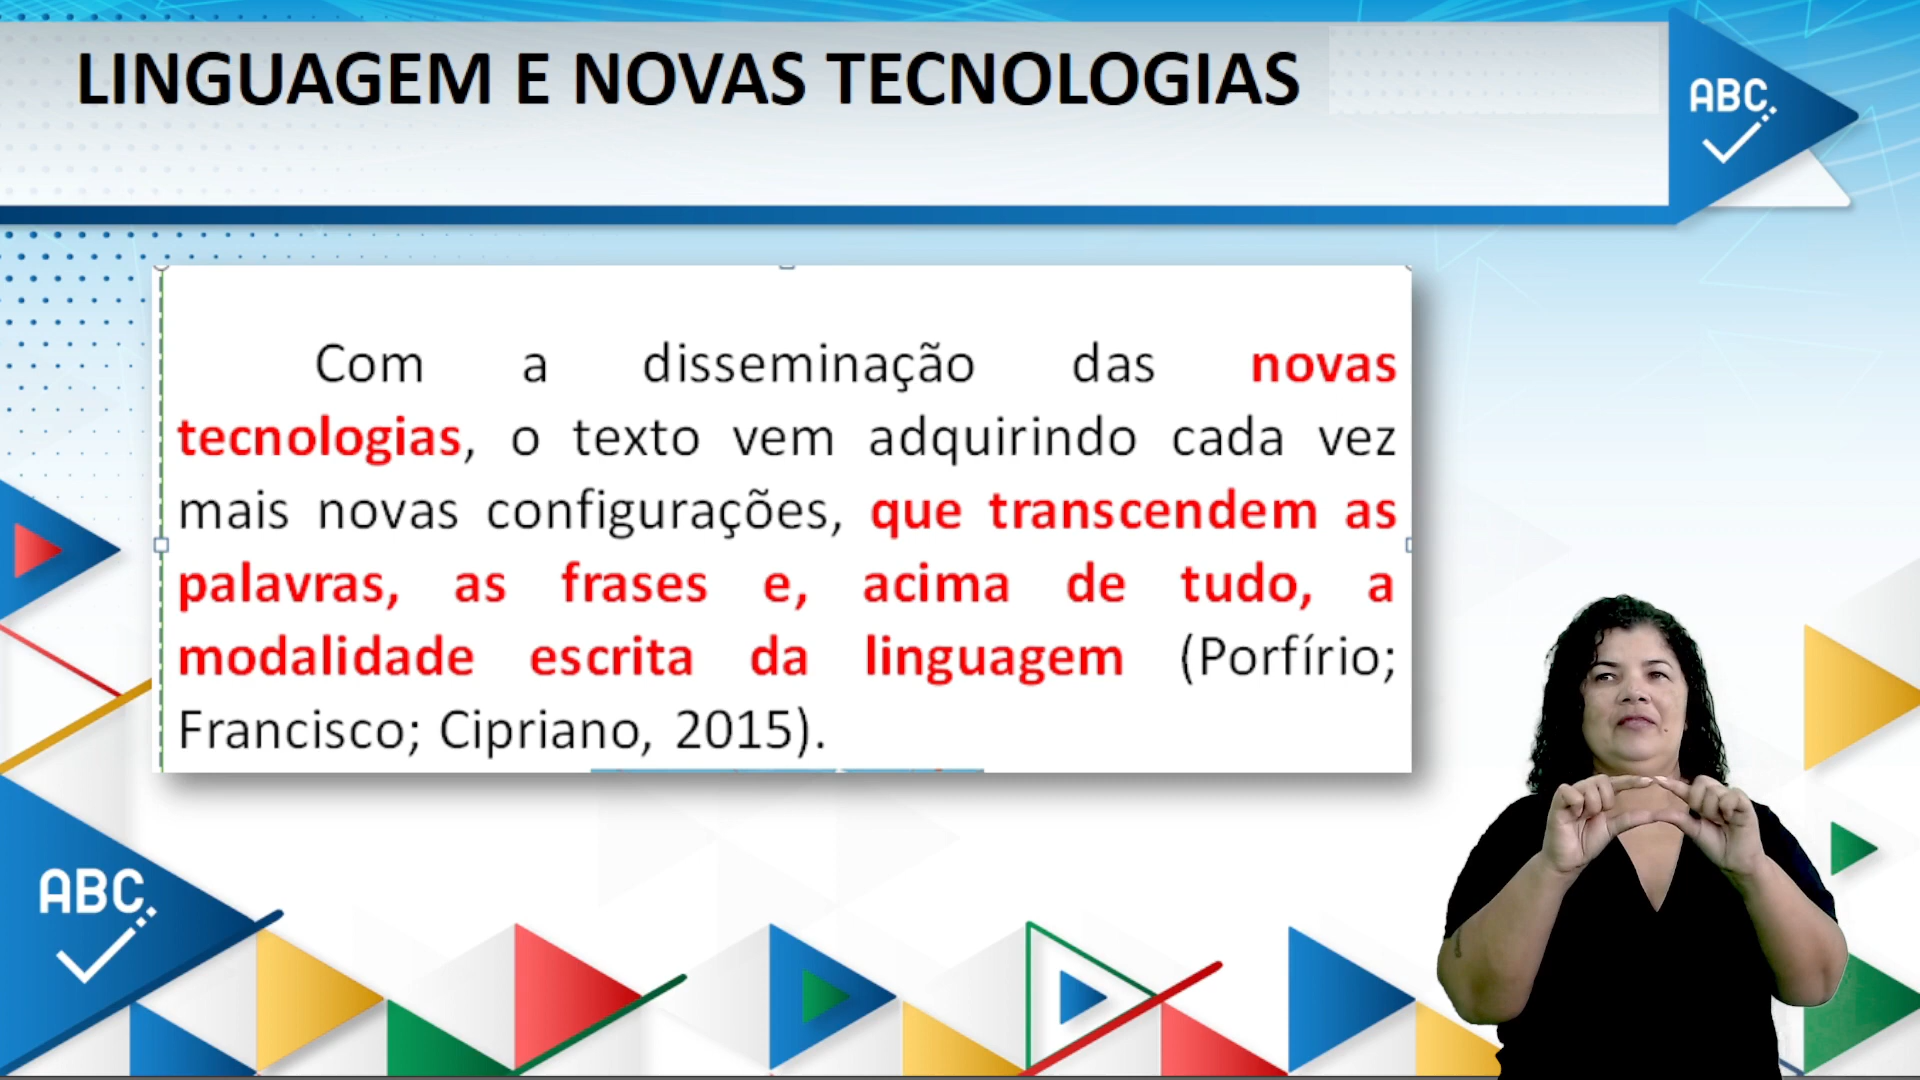 LINGUAGEM E NOVAS TECNOLOGIAS
ABC
Com a disseminação das novas
tecnologias, o texto vem adquirindo cada vez
mais novas configurações, que transcendem as
palavras, as frases e, acima de tudo, a
modalidade escrita da linguagem (Porfírio;
Francisco; Cipriano, 2015).
ABC